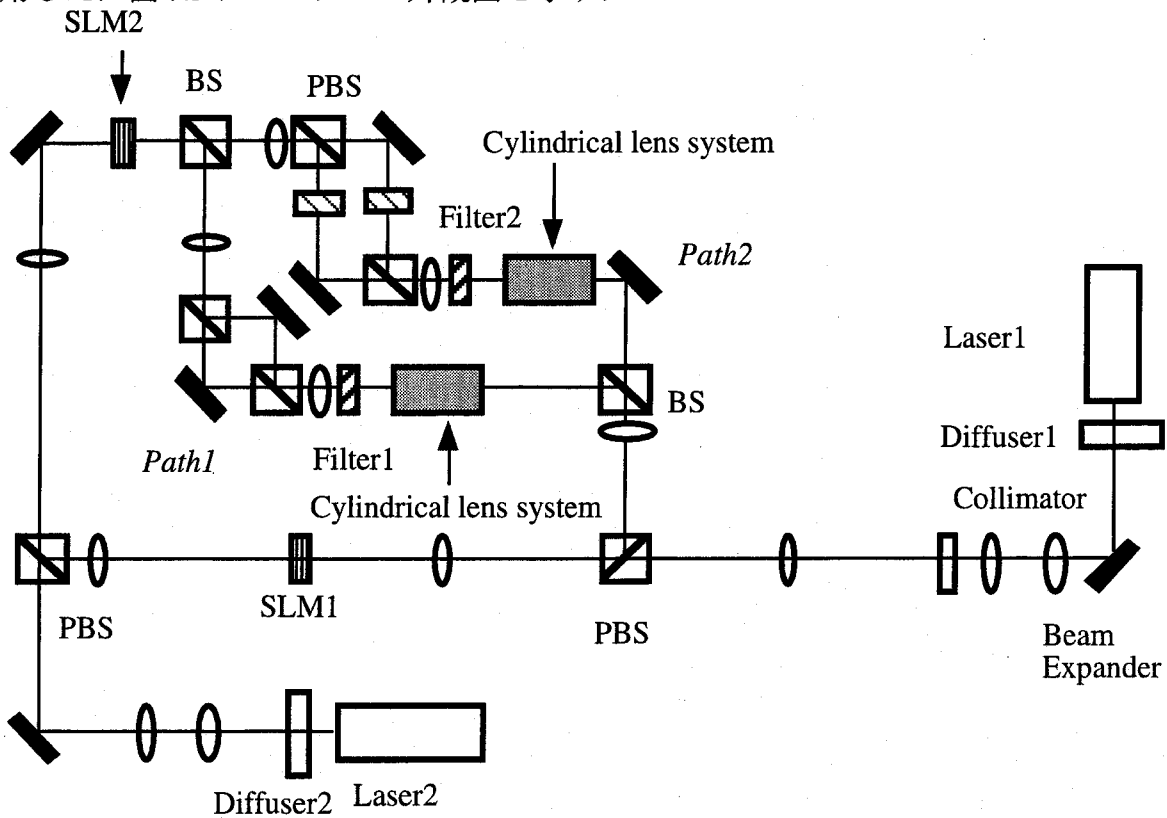 SLM2
BS
PBS
Cylindrical lens system
Filter2
Path2
Laser1
BS
Diffuser1
Path1
Filter1
Collimator
Cylindrical lens system
SLM1
PBS
PBS
Beam
Expander
Diffuser2
Laser2